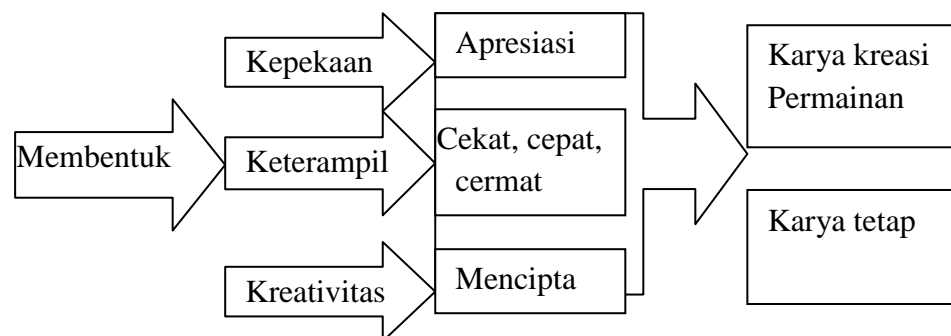 Membentuk
Kepekaan
Keterampil
Kreativitas
Apresiasi
Cekat, cepat,
cermat
Mencipta
Karya kreasi
Permainan
Karya tetap